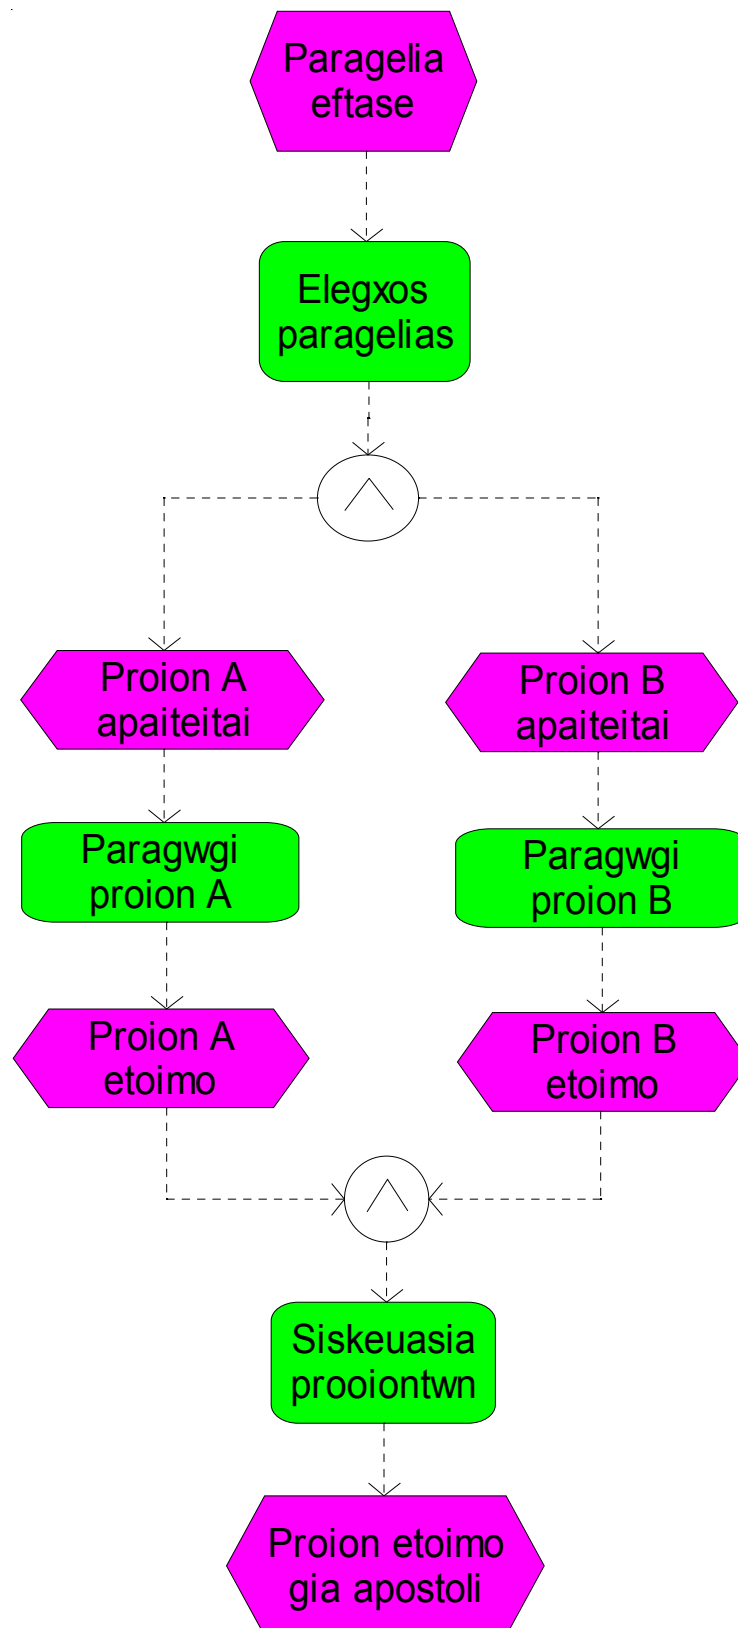 Paragelia
eftase
Elegxos
paragelias
Proion A
apaiteitai
Proion B
apaiteitai
Paragwgi
proion A
Paragwgi
proion B
Proion A
etoimo
Proion B
etoimo
Siskeuasia
prooiontwn
Proion etoimo
gia apostoli